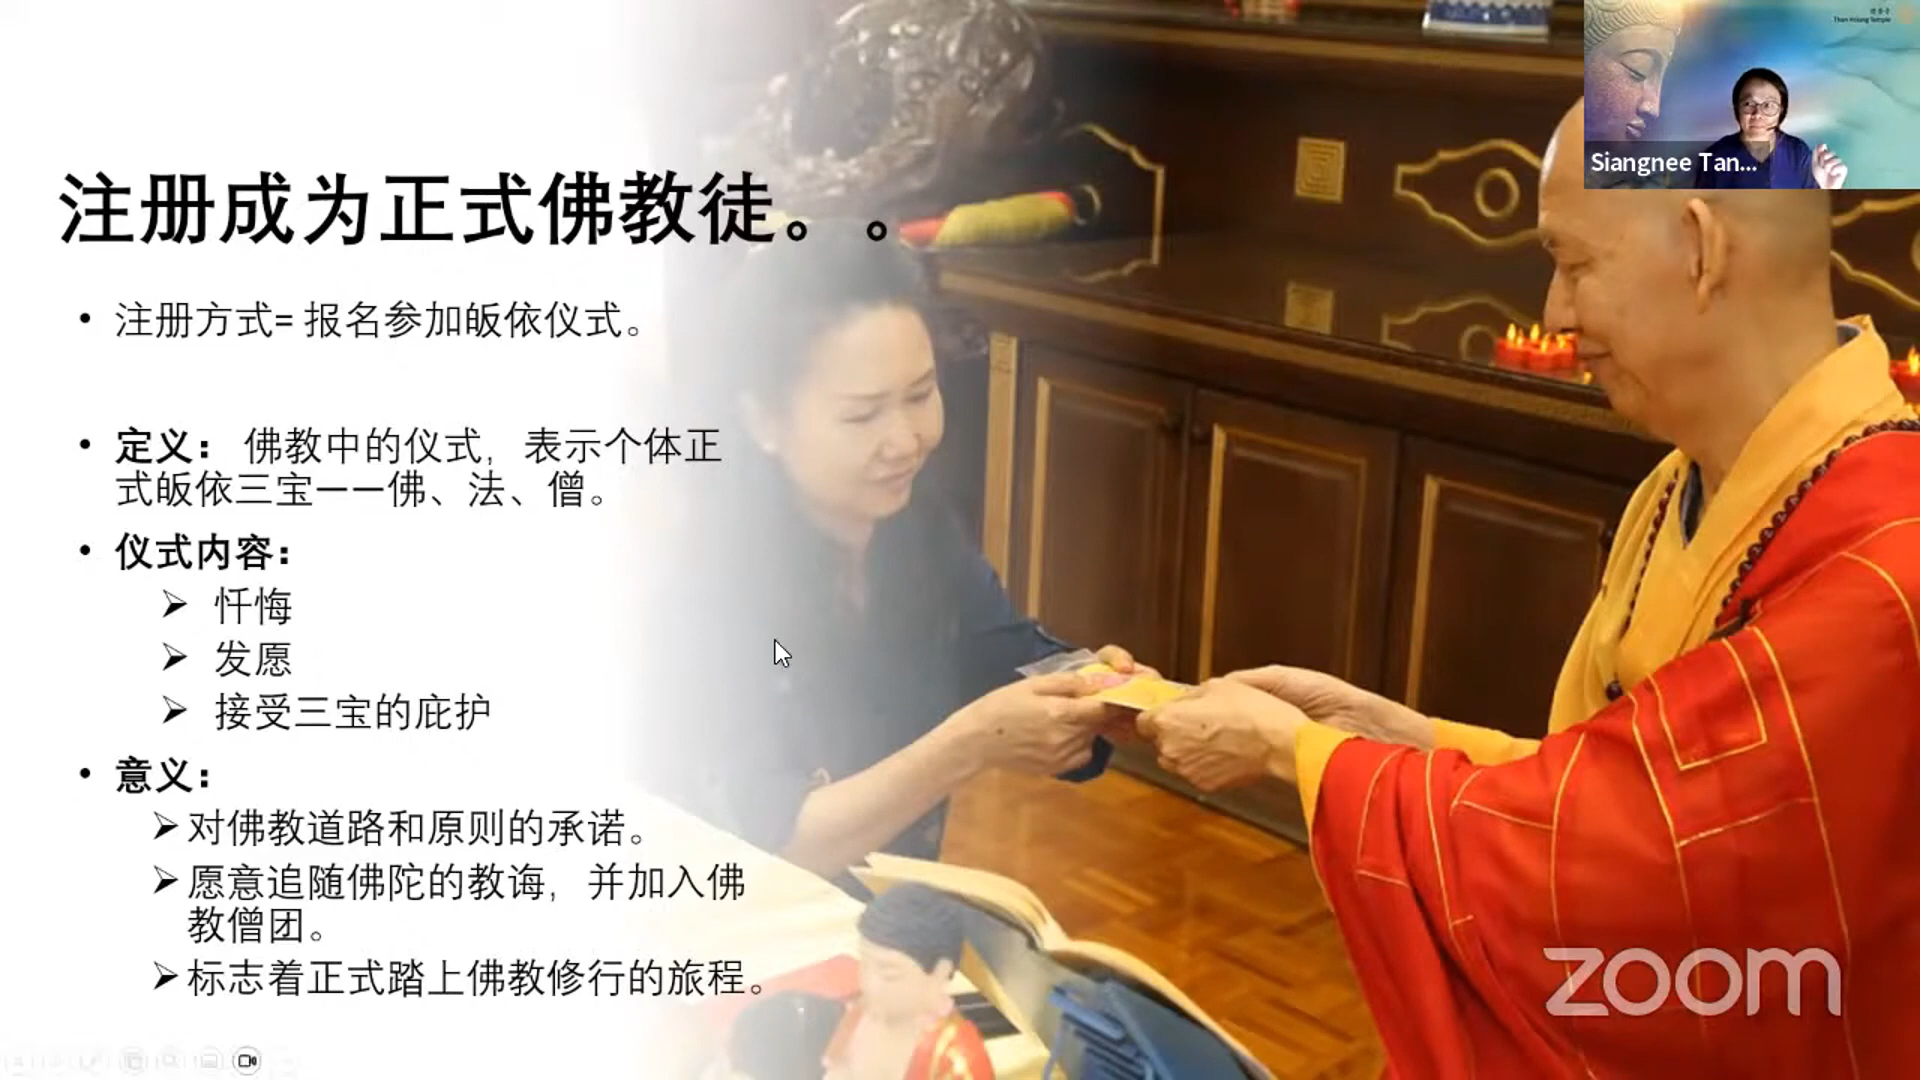 注册成为正式佛教徒。。
• 注册方式= 报名参加皈依仪式。
• 定义： 佛教中的仪式，表示个体正
式皈依三宝——佛、法、僧。
• 仪式内容：
➢ 忏悔
➢ 发愿
➢ 接受三宝的庇护
• 意义：
➢ 对佛教道路和原则的承诺。
➢ 愿意追随佛陀的教诲，并加入佛
教僧团。
➢ 标志着正式踏上佛教修行的旅程。
Than Hsiang Temple
Siangnee Tan...
zoom